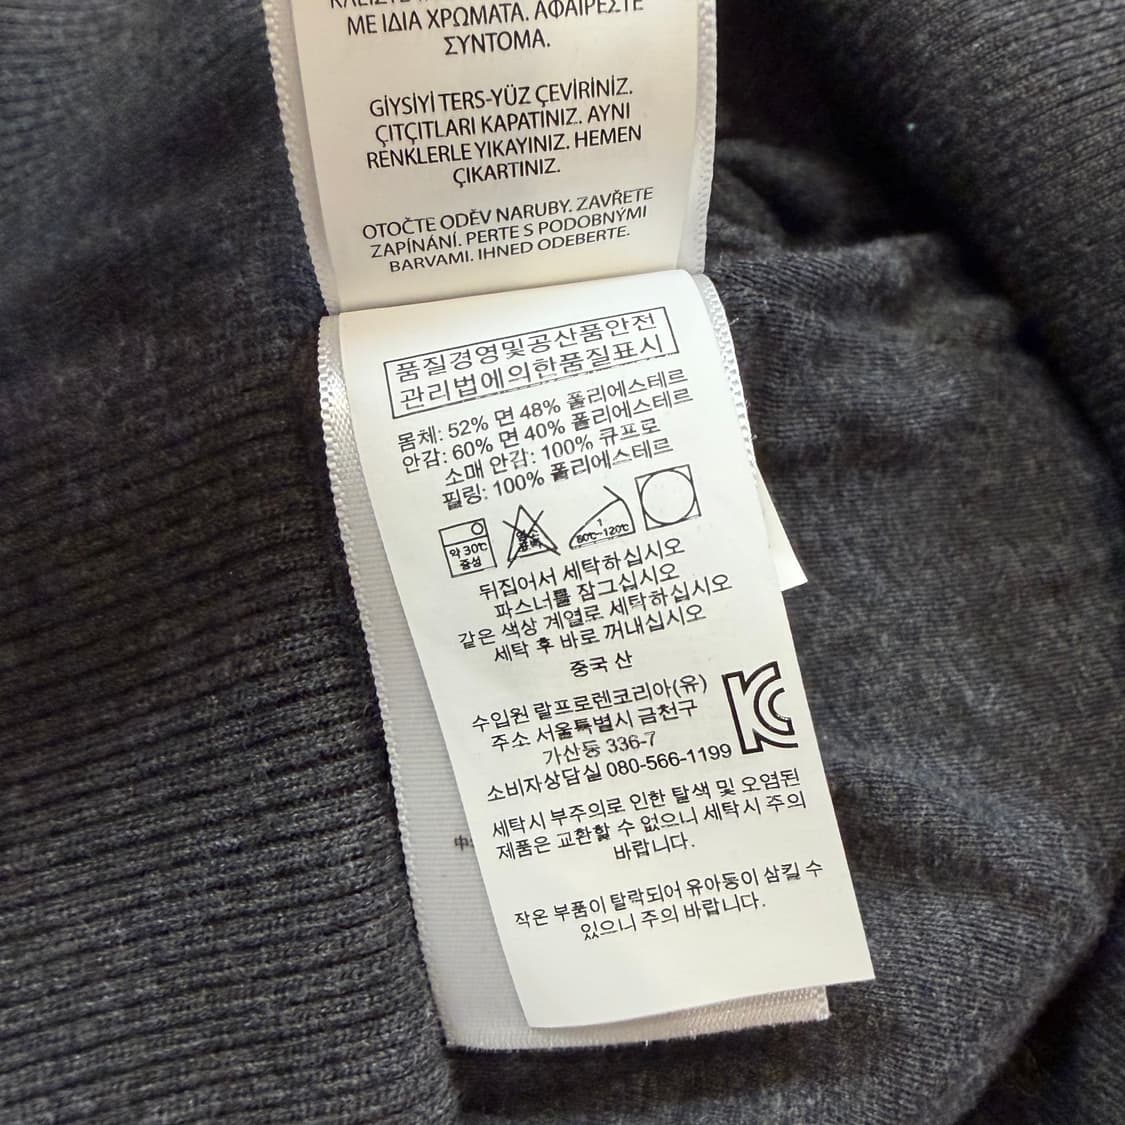 ΜΕ ΙΔΙΑ ΧΡΩΜΑΤΑ. ΑΦΑΙΡΕΣΤΕ
ΣΥΝΤΟΜΑ.
GİYSİYİ TERS-YÜZ ÇEVİRİNİZ.
ÇITÇITLARI KAPATINIZ. AYNI
RENKLERLE YIKAYINIZ. HEMEN
ÇIKARTINIZ.
OTOČTE ODĚV NARUBY. ZAVŘETE
ZAPÍNÁNÍ. PERTE S PODOBNÝMI
BARVAMI. IHNED ODEBERTE.
품질경영및공산품안전
관리법에의한품질표시
몸체: 52% 면 48% 폴리에스테르
안감: 60% 면 40% 폴리에스테르
소매 안감: 100% 큐프로
필링: 100% 폴리에스테르
약 30℃
중성
1
80℃~120℃
뒤집어서 세탁하십시오
파스너를 잠그십시오
같은 색상 계열로 세탁하십시오
세탁 후 바로 꺼내십시오
중국 산
수입원 랄프로렌코리아(유)
주소 서울특별시 금천구
가산동 336-7
소비자상담실 080-566-1199
KC
세탁시 부주의로 인한 탈색 및 오염된
제품은 교환할 수 없으니 세탁시 주의
바랍니다.
작은 부품이 탈락되어 유아동이 삼킬 수
있으니 주의 바랍니다.